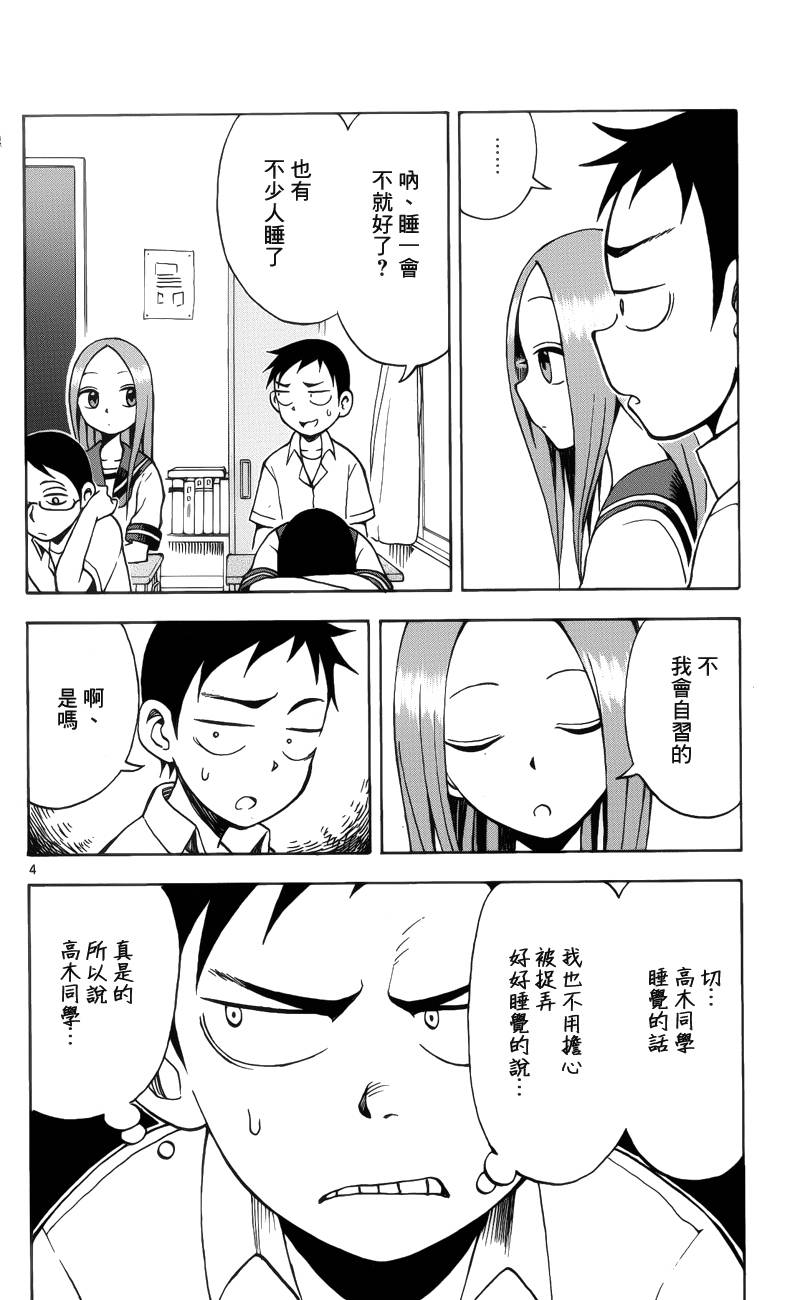 ……
吶、睡一會
不就好了?
也有
不少人睡了
不
我會自習的
啊、
是嗎
4
切…
高木同學
睡覺的話
我也不用擔心
被捉弄
好好睡覺的說…
真是的
所以說
高木同學…